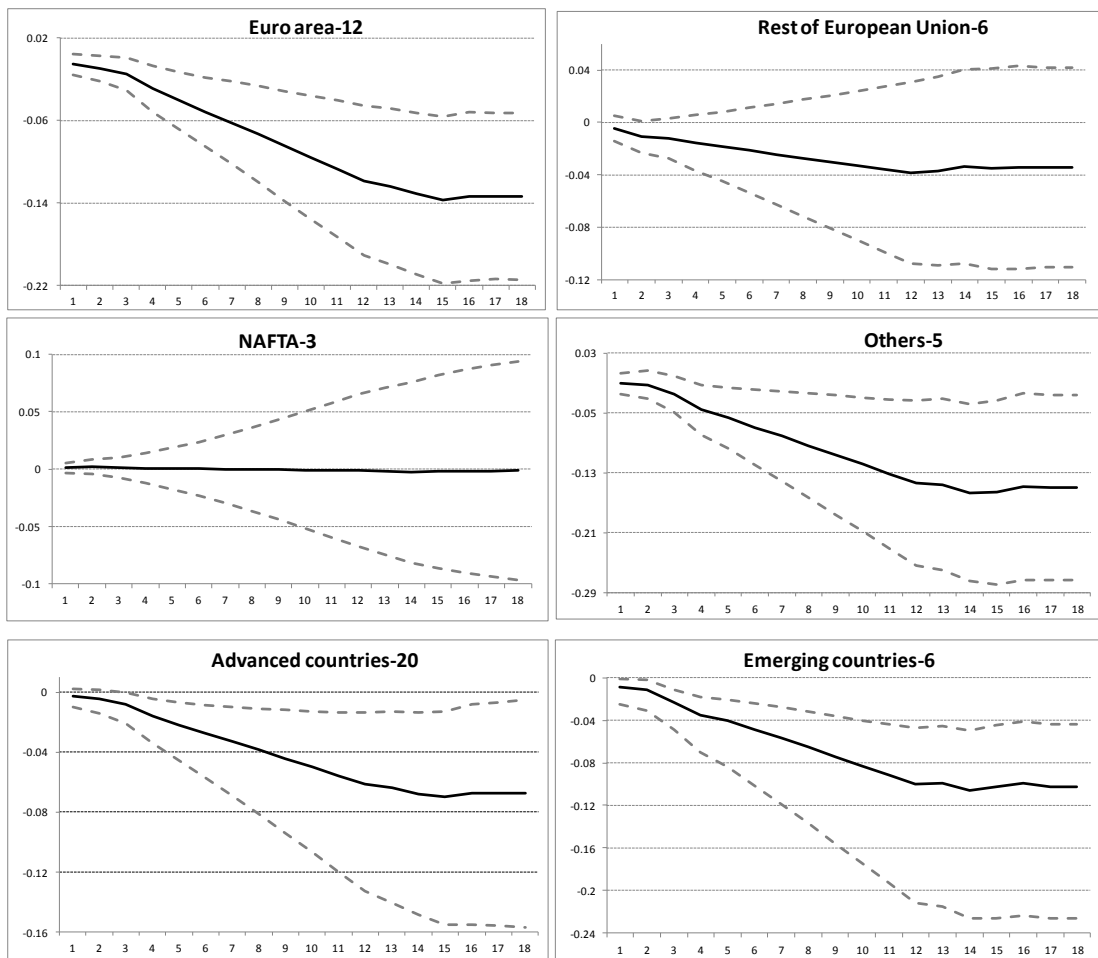 Euro area-12
0.02
-0.06
-0.14
-0.22
1 2 3 4 5 6 7 8 9 10 11 12 13 14 15 16 17 18
Rest of European Union-6
0.04
0
-0.04
-0.08
-0.12
1 2 3 4 5 6 7 8 9 10 11 12 13 14 15 16 17 18
NAFTA-3
0.1
0.05
0
-0.05
-0.1
1 2 3 4 5 6 7 8 9 10 11 12 13 14 15 16 17 18
Others-5
0.03
-0.05
-0.13
-0.21
-0.29
1 2 3 4 5 6 7 8 9 10 11 12 13 14 15 16 17 18
Advanced countries-20
0
-0.04
-0.08
-0.12
-0.16
1 2 3 4 5 6 7 8 9 10 11 12 13 14 15 16 17 18
Emerging countries-6
0
-0.04
-0.08
-0.12
-0.16
-0.2
-0.24
1 2 3 4 5 6 7 8 9 10 11 12 13 14 15 16 17 18